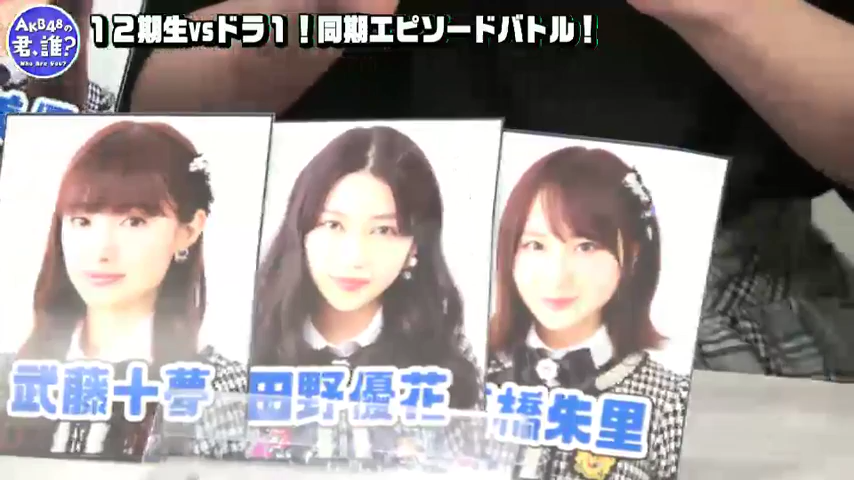 AKB48の
君、誰?
Who Are You?
12期生vsドラ1!同期エピソードバトル!
武藤十夢
田野優花
橋朱里